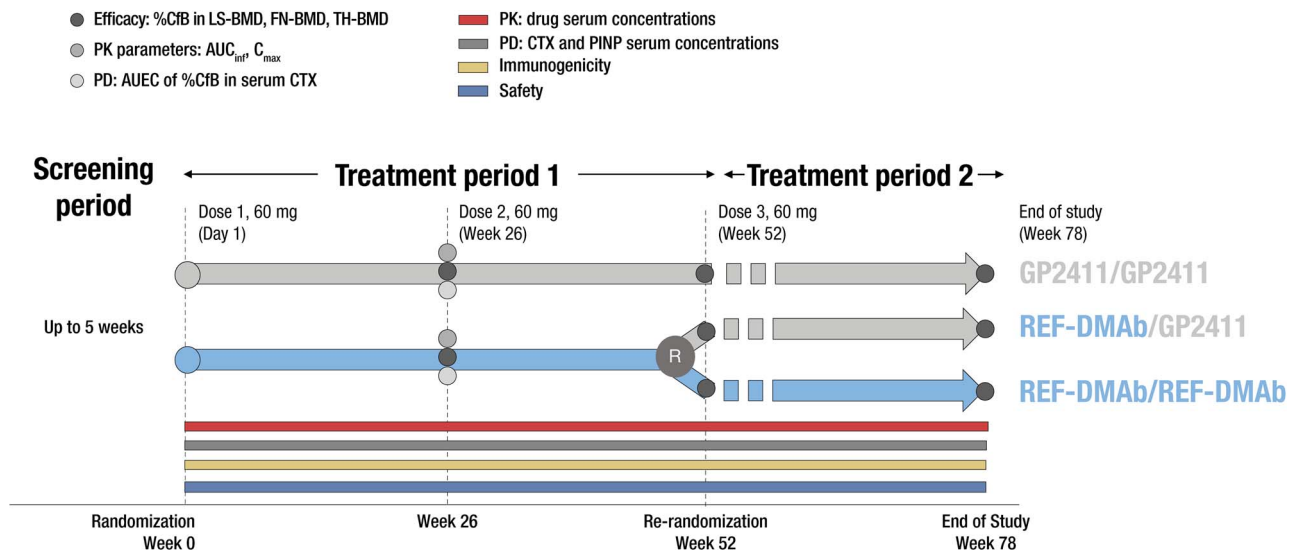 Efficacy: %CfB in LS-BMD, FN-BMD, TH-BMD
PK parameters: AUCinf, Cmax
PD: AUEC of %CfB in serum CTX
PK: drug serum concentrations
PD: CTX and PINP serum concentrations
Immunogenicity
Safety
Screening
period
Treatment period 1
Treatment period 2
Dose 1, 60 mg
(Day 1)
Dose 2, 60 mg
(Week 26)
Dose 3, 60 mg
(Week 52)
End of study
(Week 78)
GP2411/GP2411
Up to 5 weeks
REF-DMAb/GP2411
R
REF-DMAb/REF-DMAb
Randomization
Week 0
Week 26
Re-randomization
Week 52
End of Study
Week 78